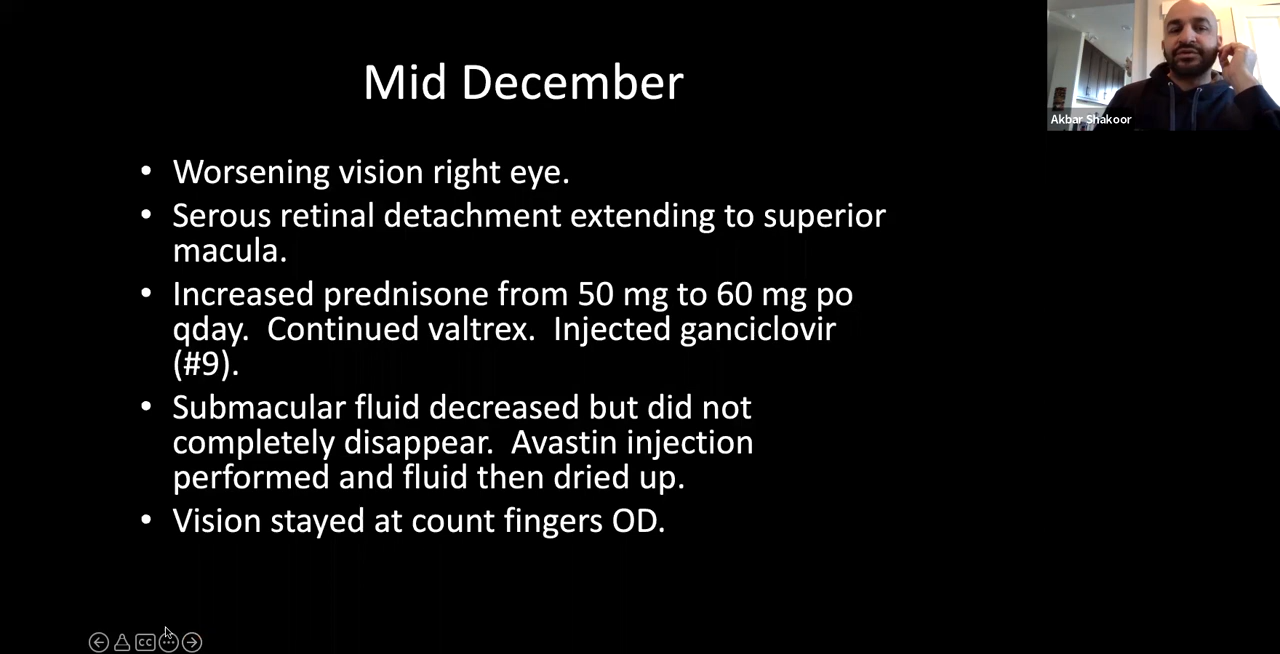 Mid December
Akbar Shakoor
• Worsening vision right eye.
• Serous retinal detachment extending to superior
macula.
• Increased prednisone from 50 mg to 60 mg po
qday.  Continued valtrex.  Injected ganciclovir
(#9).
• Submacular fluid decreased but did not
completely disappear.  Avastin injection
performed and fluid then dried up.
• Vision stayed at count fingers OD.
CC